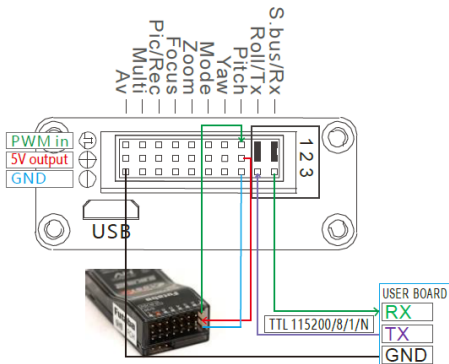 S.bus/Rx
Roll/Tx
Pitch
Yaw
Mode
Zoom
Focus
Pic/Rec
Multi
Av
PWM in
5V output
GND
1 2 3
USB
Futaba
USER BOARD
RX
TTL 115200/8/1/N
TX
GND